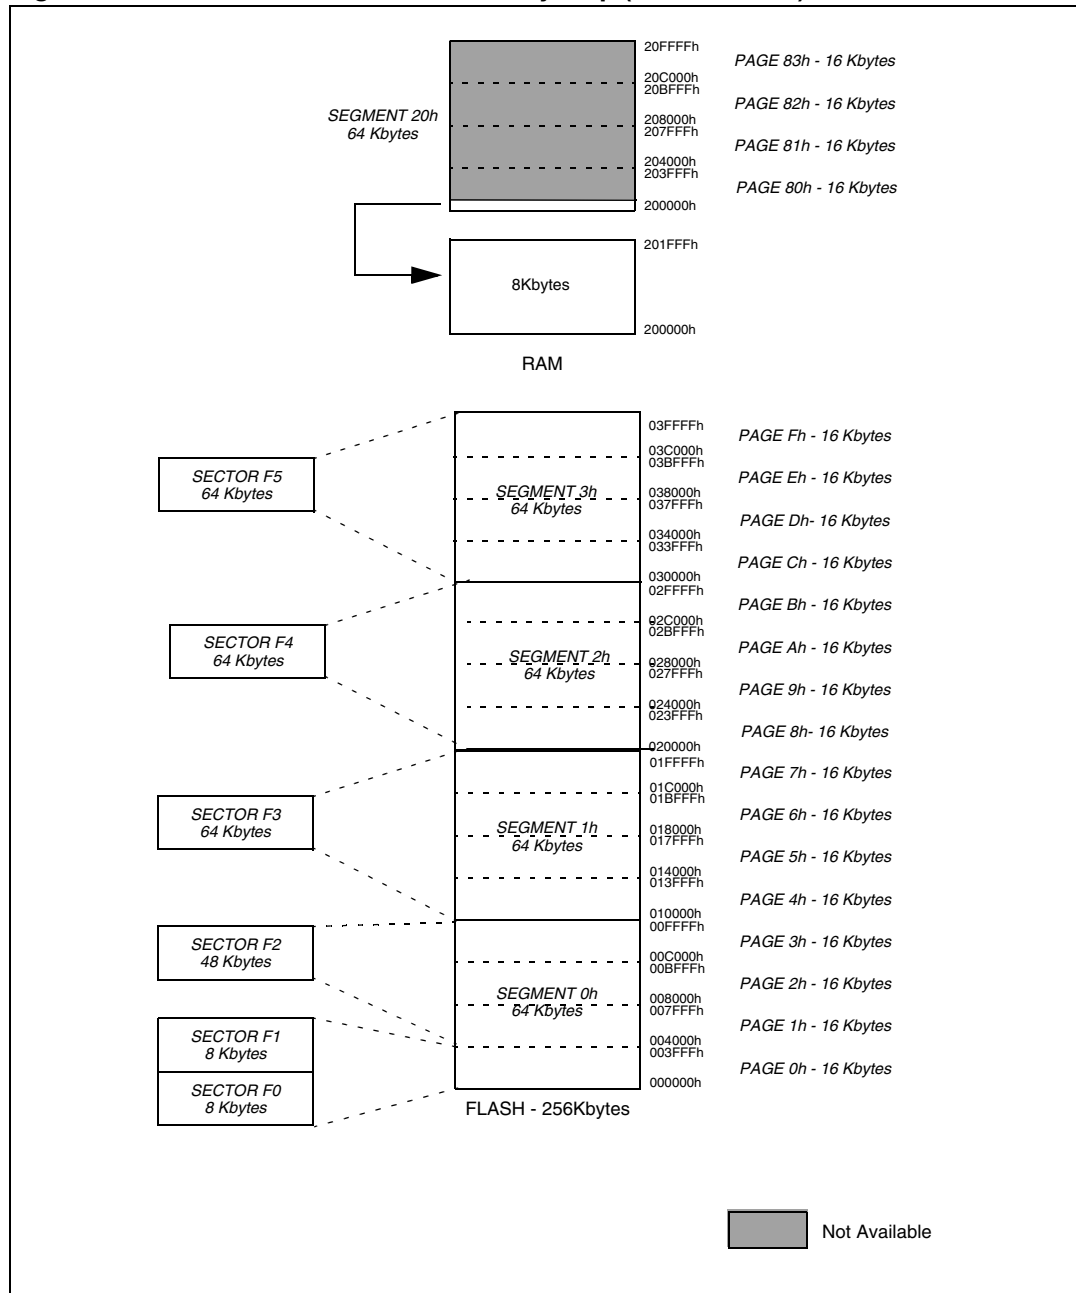 20FFFFh
PAGE 83h - 16 Kbytes
20C000h
20BFFFh
PAGE 82h - 16 Kbytes
SEGMENT 20h
64 Kbytes
208000h
207FFFh
PAGE 81h - 16 Kbytes
204000h
203FFFh
PAGE 80h - 16 Kbytes
200000h
201FFFh
8Kbytes
200000h
RAM
03FFFFh
PAGE Fh - 16 Kbytes
03C000h
03BFFFh
SECTOR F5
64 Kbytes
PAGE Eh - 16 Kbytes
SEGMENT 3h
64 Kbytes
038000h
037FFFh
PAGE Dh- 16 Kbytes
034000h
033FFFh
PAGE Ch - 16 Kbytes
030000h
02FFFFh
PAGE Bh - 16 Kbytes
02C000h
02BFFFh
SECTOR F4
64 Kbytes
PAGE Ah - 16 Kbytes
SEGMENT 2h
64 Kbytes
028000h
027FFFh
PAGE 9h - 16 Kbytes
024000h
023FFFh
PAGE 8h- 16 Kbytes
020000h
01FFFFh
PAGE 7h - 16 Kbytes
01C000h
01BFFFh
SECTOR F3
64 Kbytes
PAGE 6h - 16 Kbytes
SEGMENT 1h
64 Kbytes
018000h
017FFFh
PAGE 5h - 16 Kbytes
014000h
013FFFh
PAGE 4h - 16 Kbytes
010000h
00FFFFh
SECTOR F2
48 Kbytes
PAGE 3h - 16 Kbytes
00C000h
00BFFFh
PAGE 2h - 16 Kbytes
SEGMENT 0h
64 Kbytes
008000h
007FFFh
PAGE 1h - 16 Kbytes
SECTOR F1
8 Kbytes
004000h
003FFFh
PAGE 0h - 16 Kbytes
SECTOR F0
8 Kbytes
000000h
FLASH - 256Kbytes
Not Available